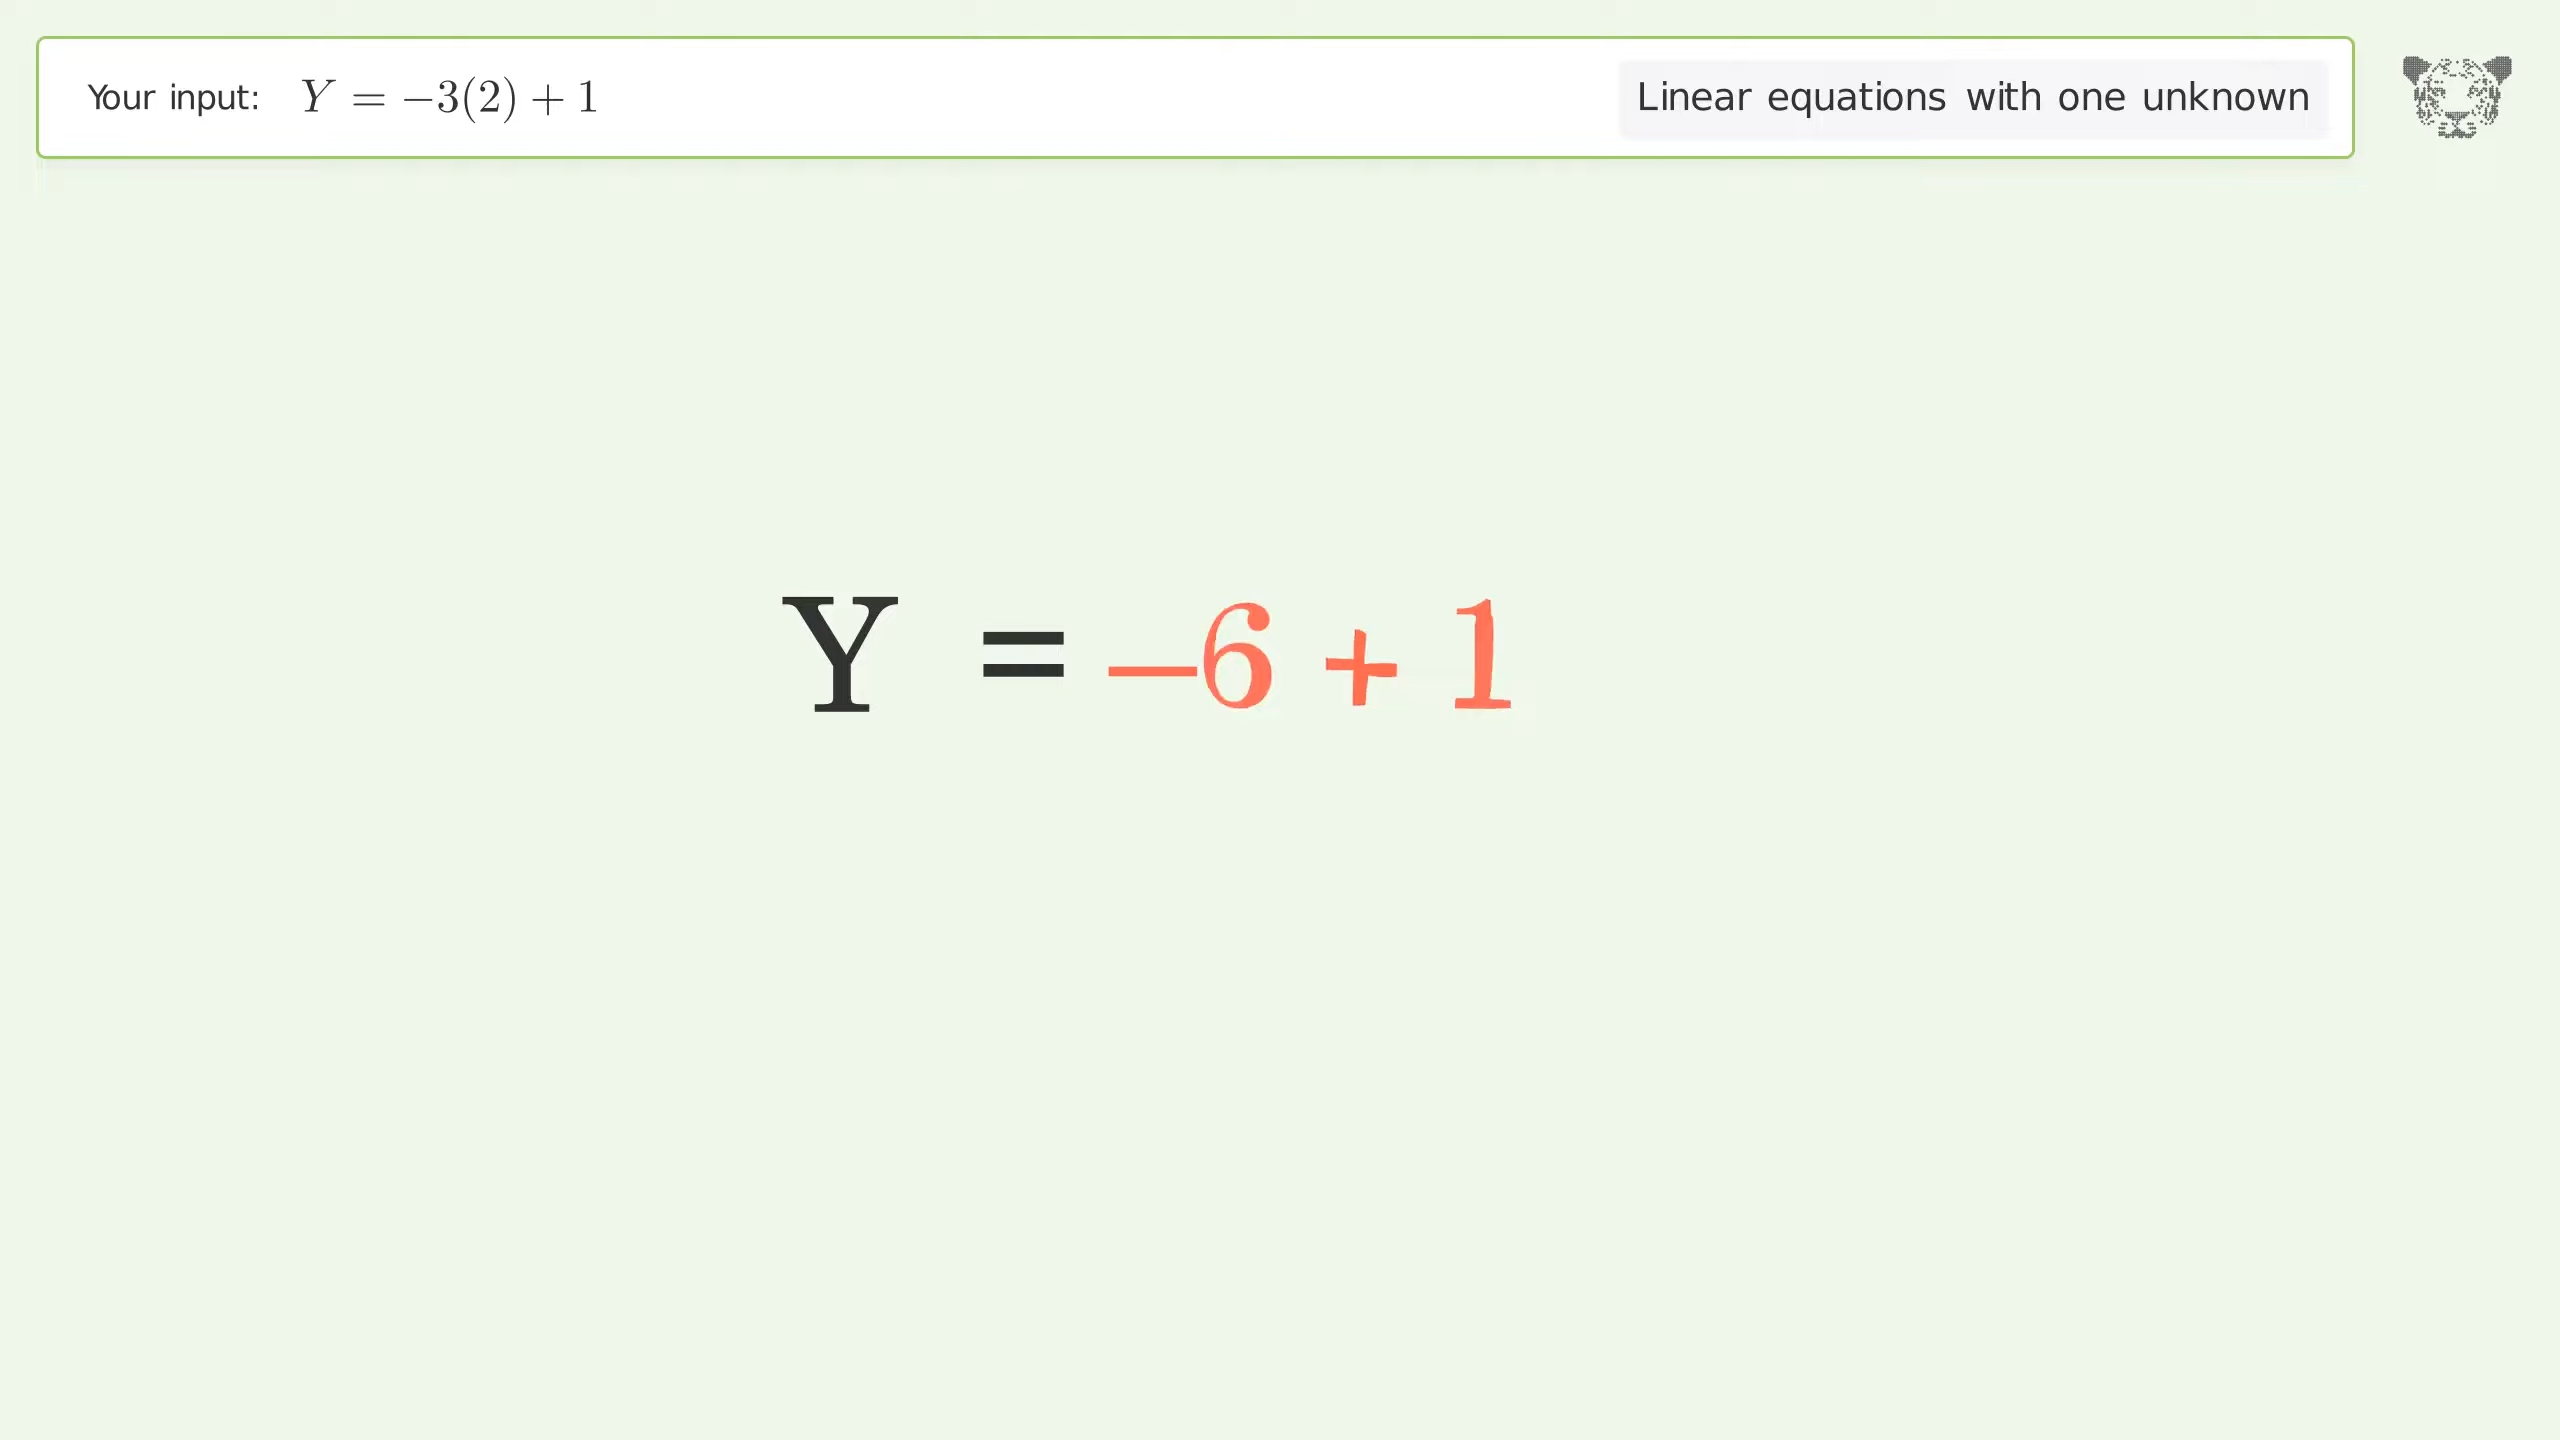 Your input: Y = −3(2) + 1
Linear equations with one unknown
Y = −6 + 1